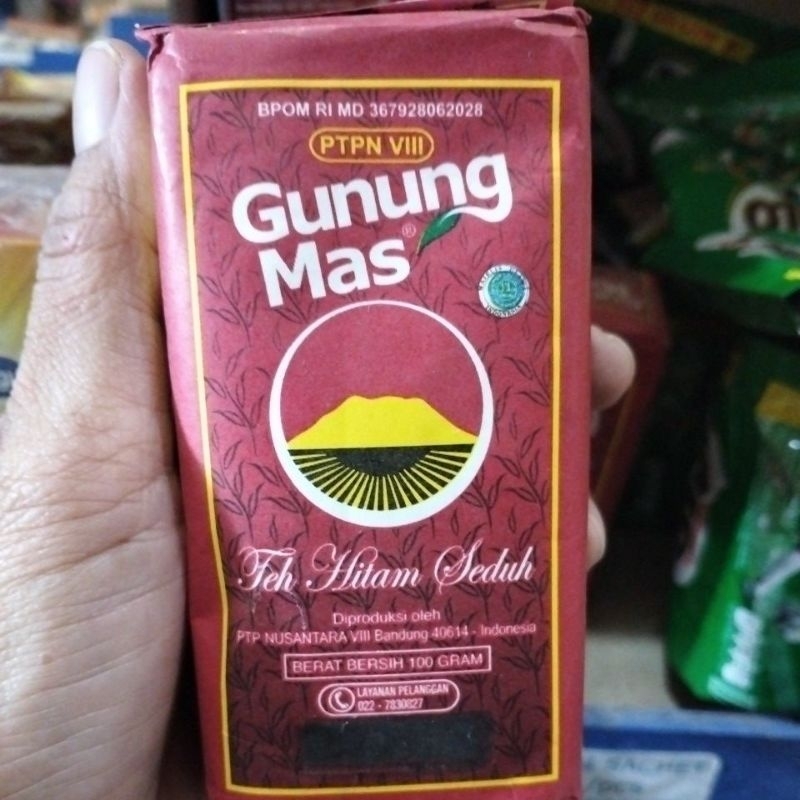 BPOM RI MD 367928062028
PTPN VIII
Gunung
Mas®
Teh Hitam Seduh
Diproduksi oleh
PTP NUSANTARA VIII Bandung 40614 - Indonesia
BERAT BERSIH 100 GRAM
LAYANAN PELANGGAN
022 - 7830827
SACHET